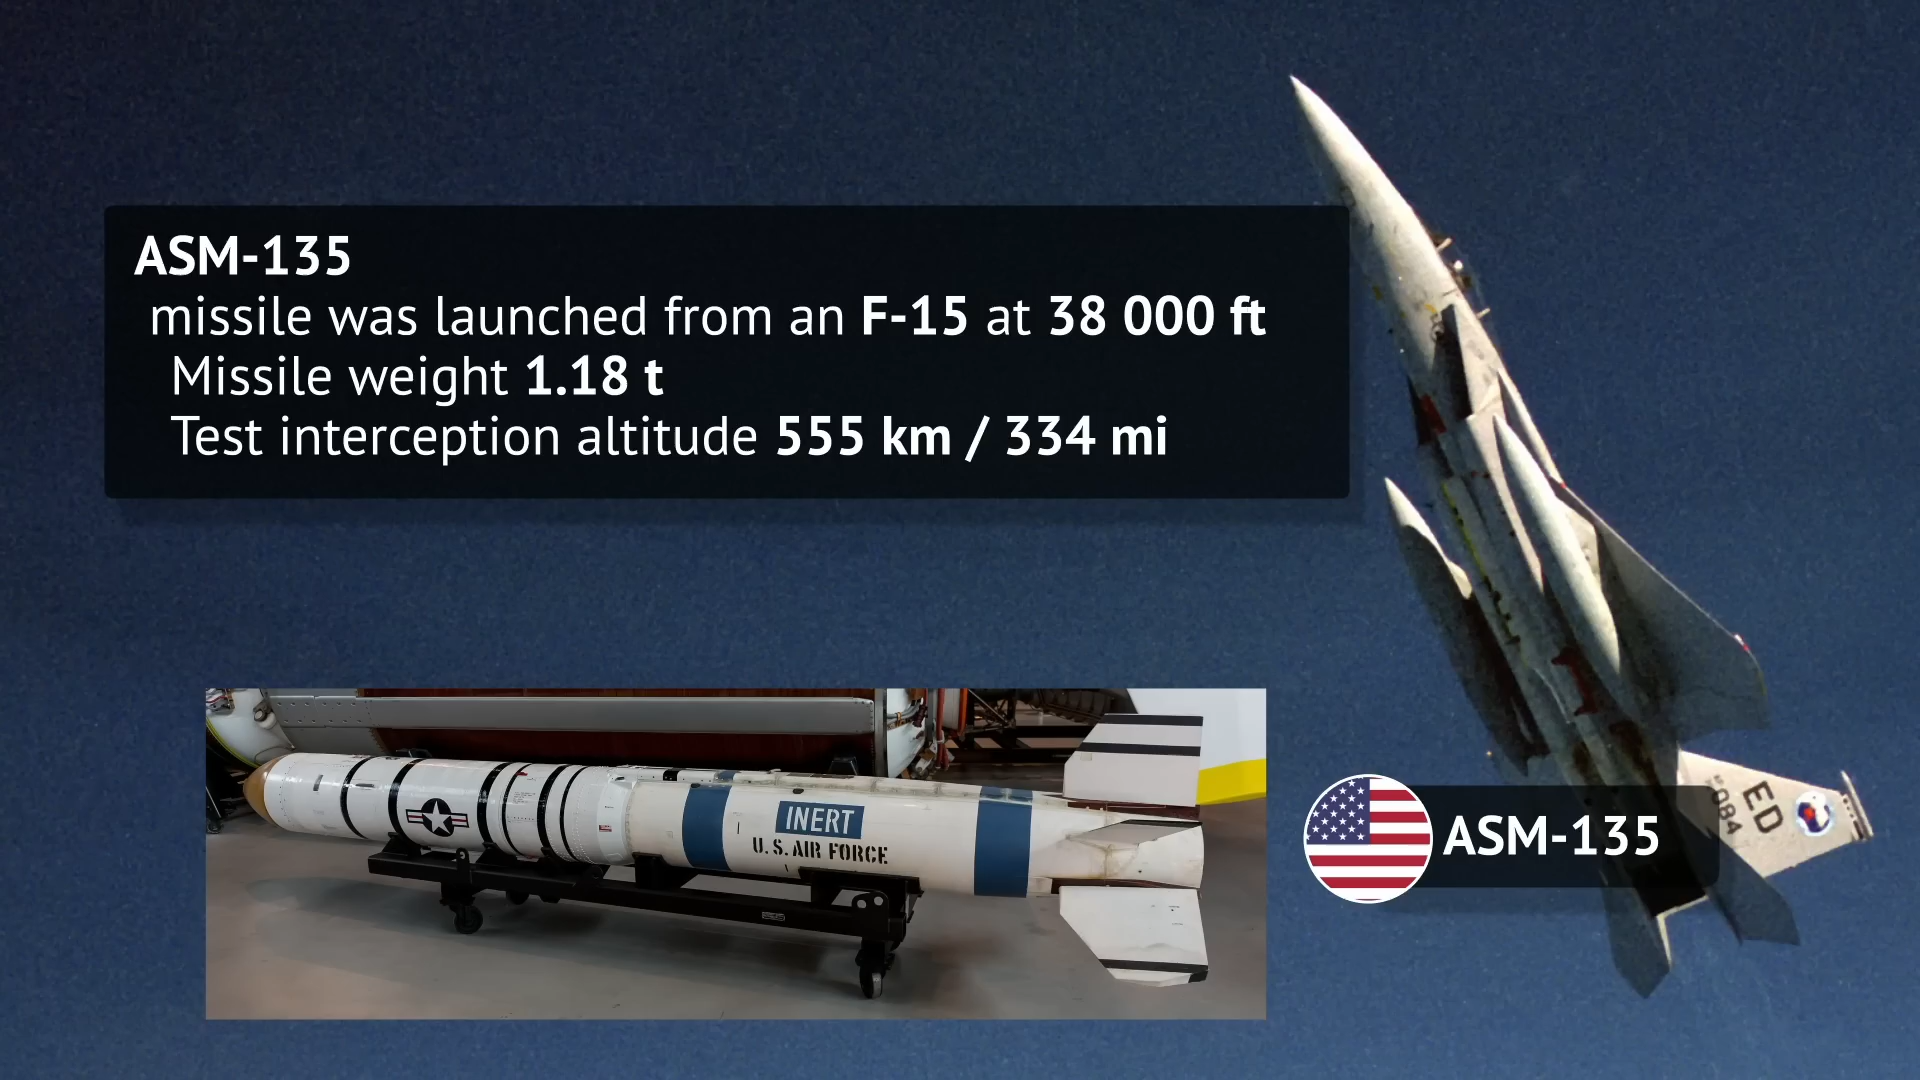 ASM-135
missile was launched from an F-15 at 38 000 ft
Missile weight 1.18 t
Test interception altitude 555 km / 334 mi
INERT
U.S. AIR FORCE
ASM-135
ED
084